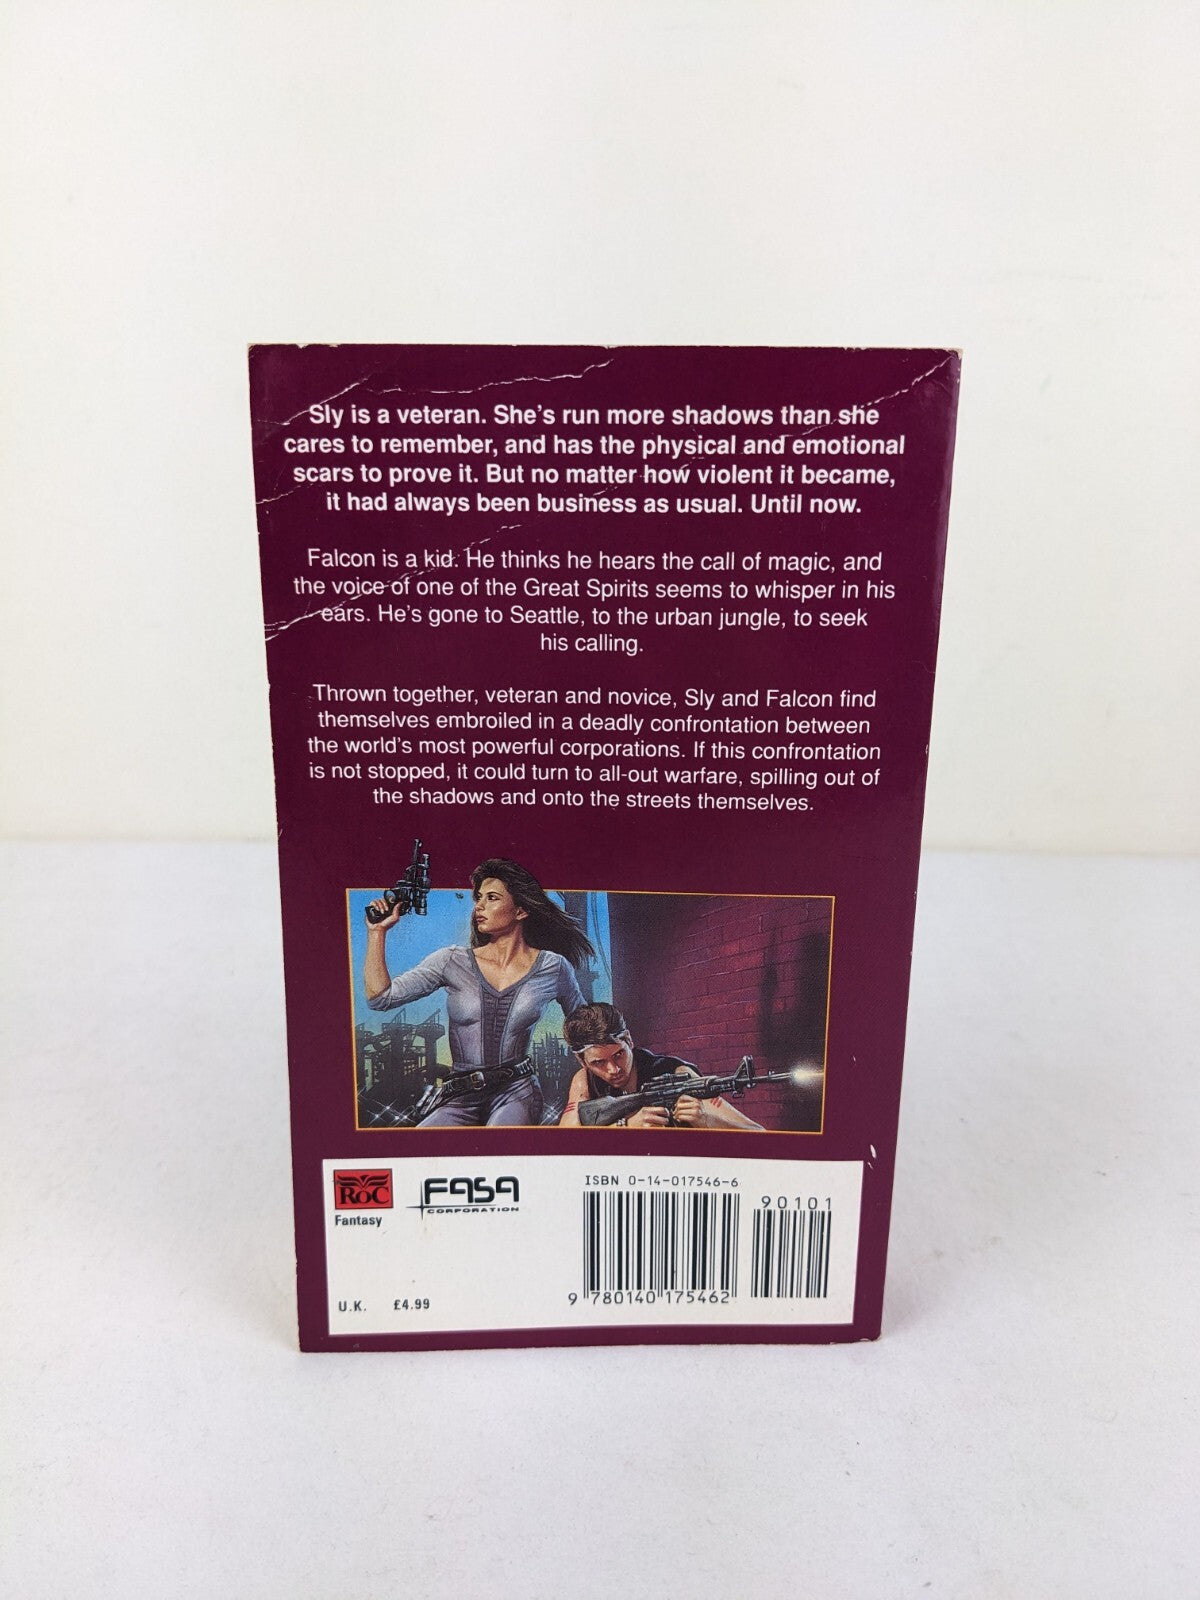 Sly is a veteran. She's run more shadows than she
cares to remember, and has the physical and emotional
scars to prove it. But no matter how violent it became,
it had always been business as usual. Until now.
Falcon is a kid. He thinks he hears the call of magic, and
the voice of one of the Great Spirits seems to whisper in his
ears. He's gone to Seattle, to the urban jungle, to seek
his calling.
Thrown together, veteran and novice, Sly and Falcon find
themselves embroiled in a deadly confrontation between
the world's most powerful corporations. If this confrontation
is not stopped, it could turn to all-out warfare, spilling out of
the shadows and onto the streets themselves.
RoC
Fantasy
FASA
CORPORATION
U.K. £4.99
ISBN 0-14-017546-6
90101
9 780140 175462